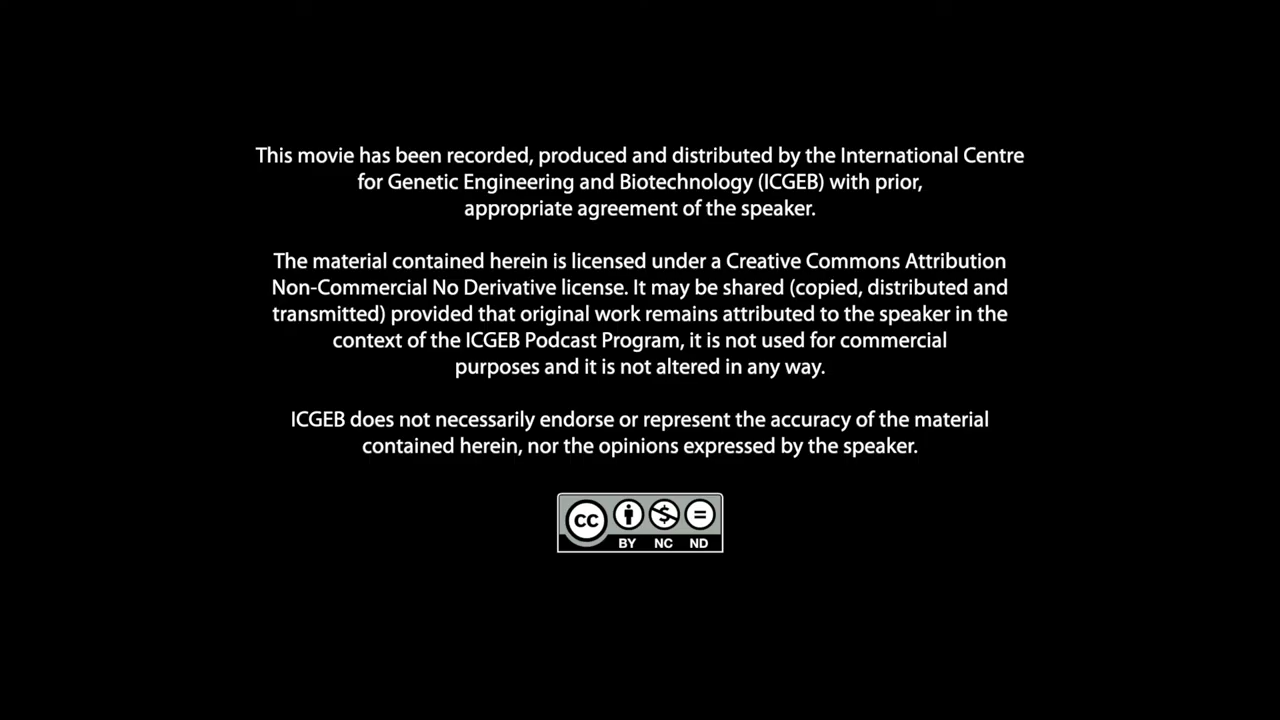 This movie has been recorded, produced and distributed by the International Centre
for Genetic Engineering and Biotechnology (ICGEB) with prior,
appropriate agreement of the speaker.
The material contained herein is licensed under a Creative Commons Attribution
Non-Commercial No Derivative license. It may be shared (copied, distributed and
transmitted) provided that original work remains attributed to the speaker in the
context of the ICGEB Podcast Program, it is not used for commercial
purposes and it is not altered in any way.
ICGEB does not necessarily endorse or represent the accuracy of the material
contained herein, nor the opinions expressed by the speaker.
CC $ =
BY NC ND